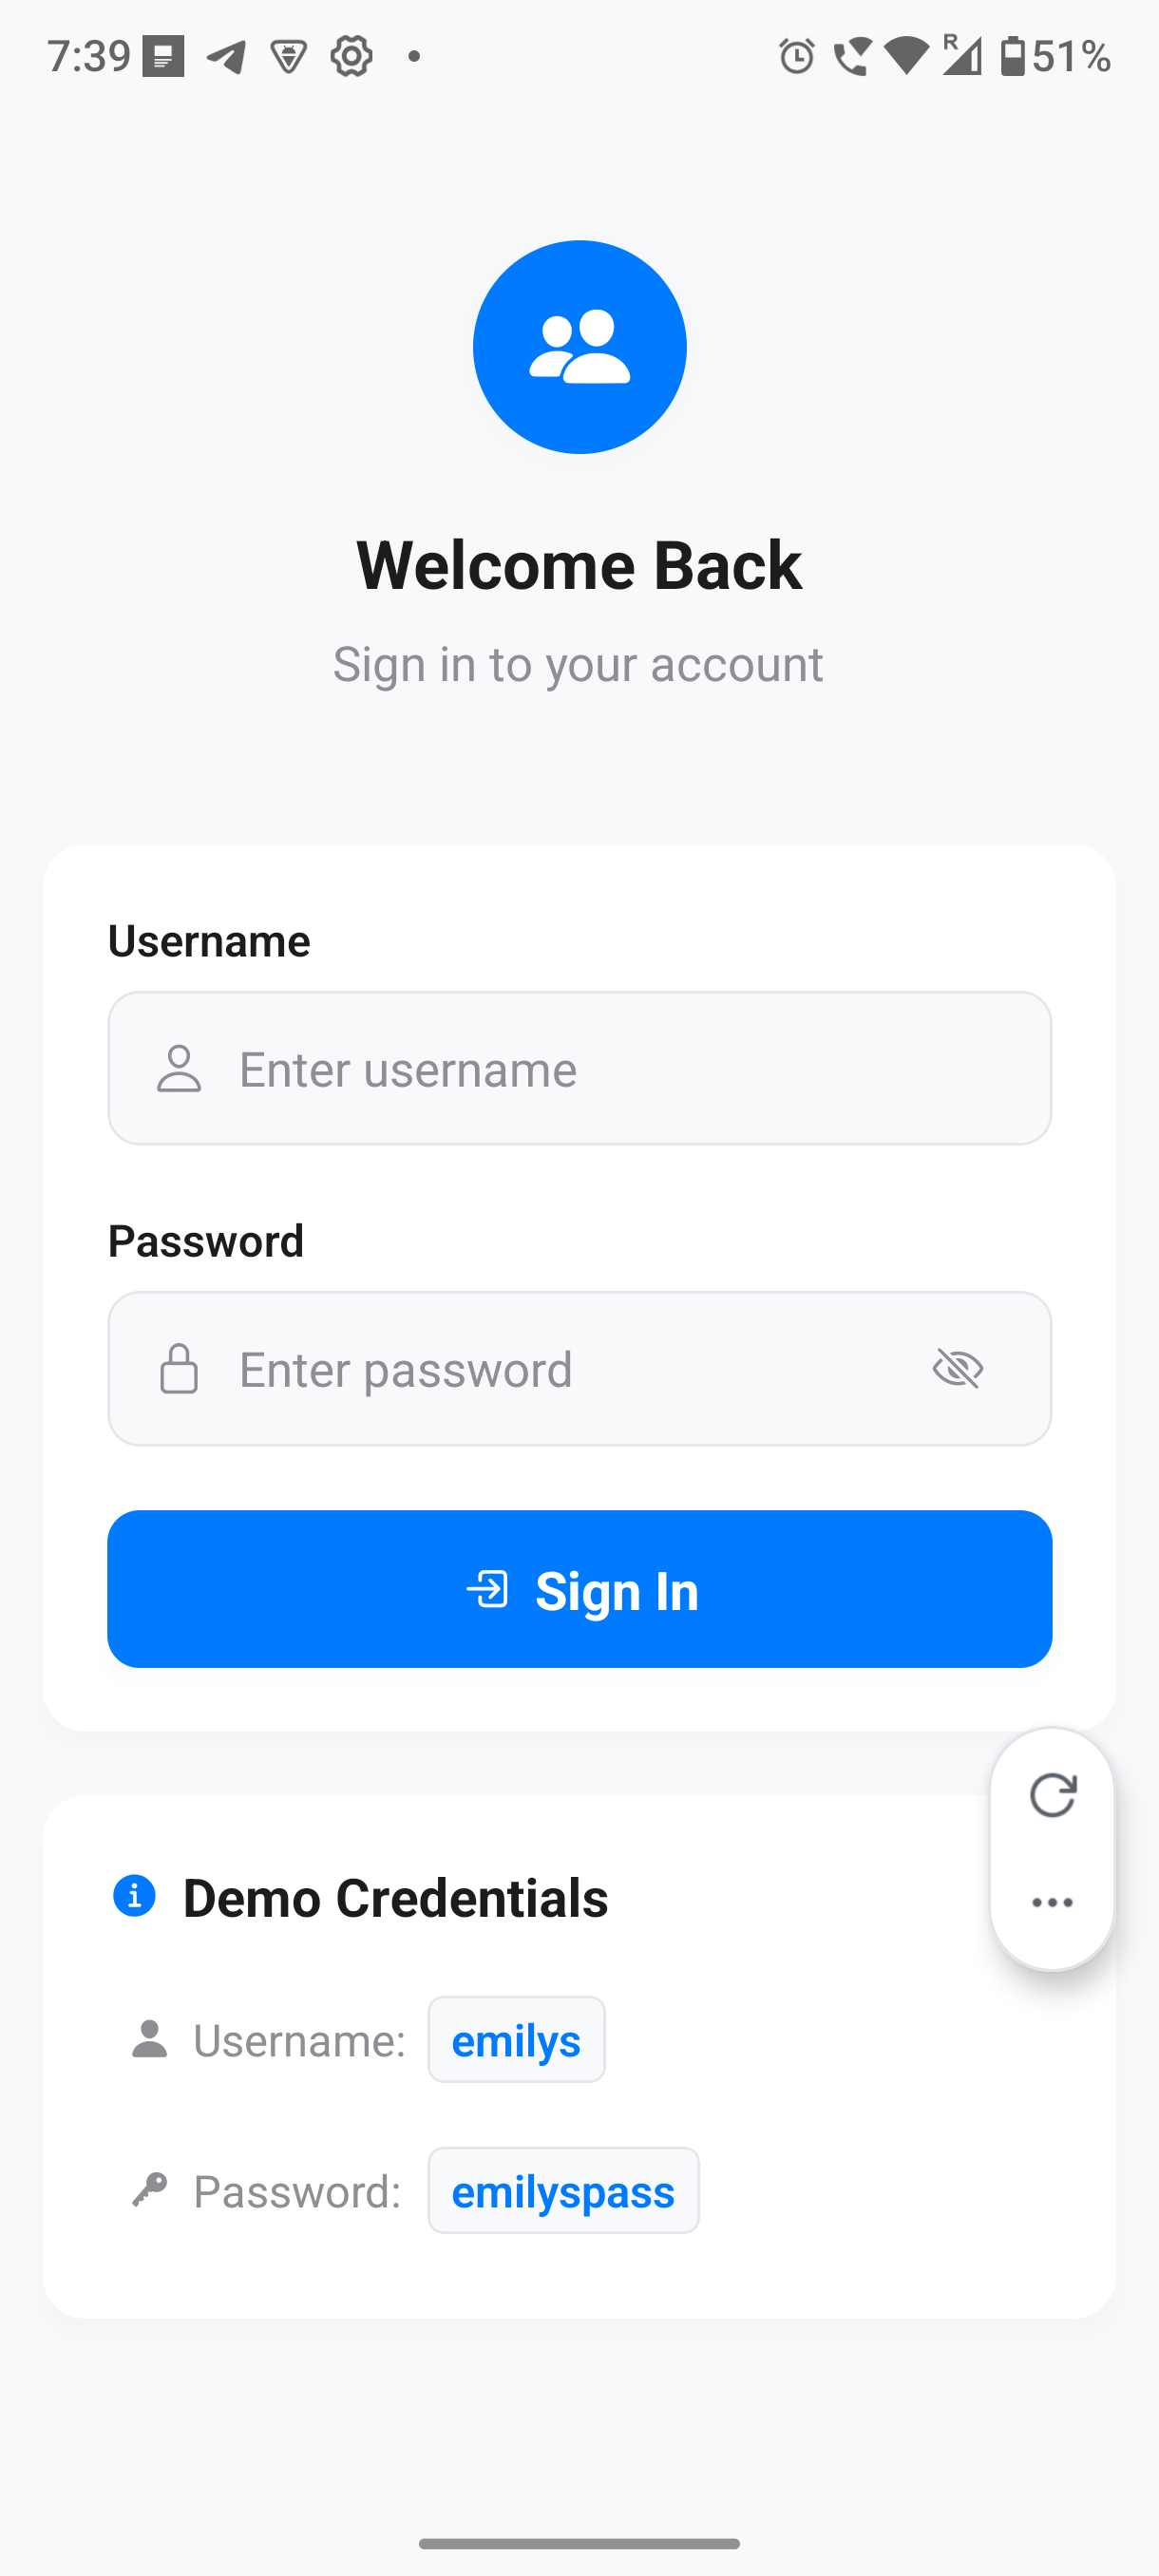 7:39
R
51%
Welcome Back
Sign in to your account
Username
Enter username
Password
Enter password
Sign In
Demo Credentials
Username: emilys
Password: emilyspass